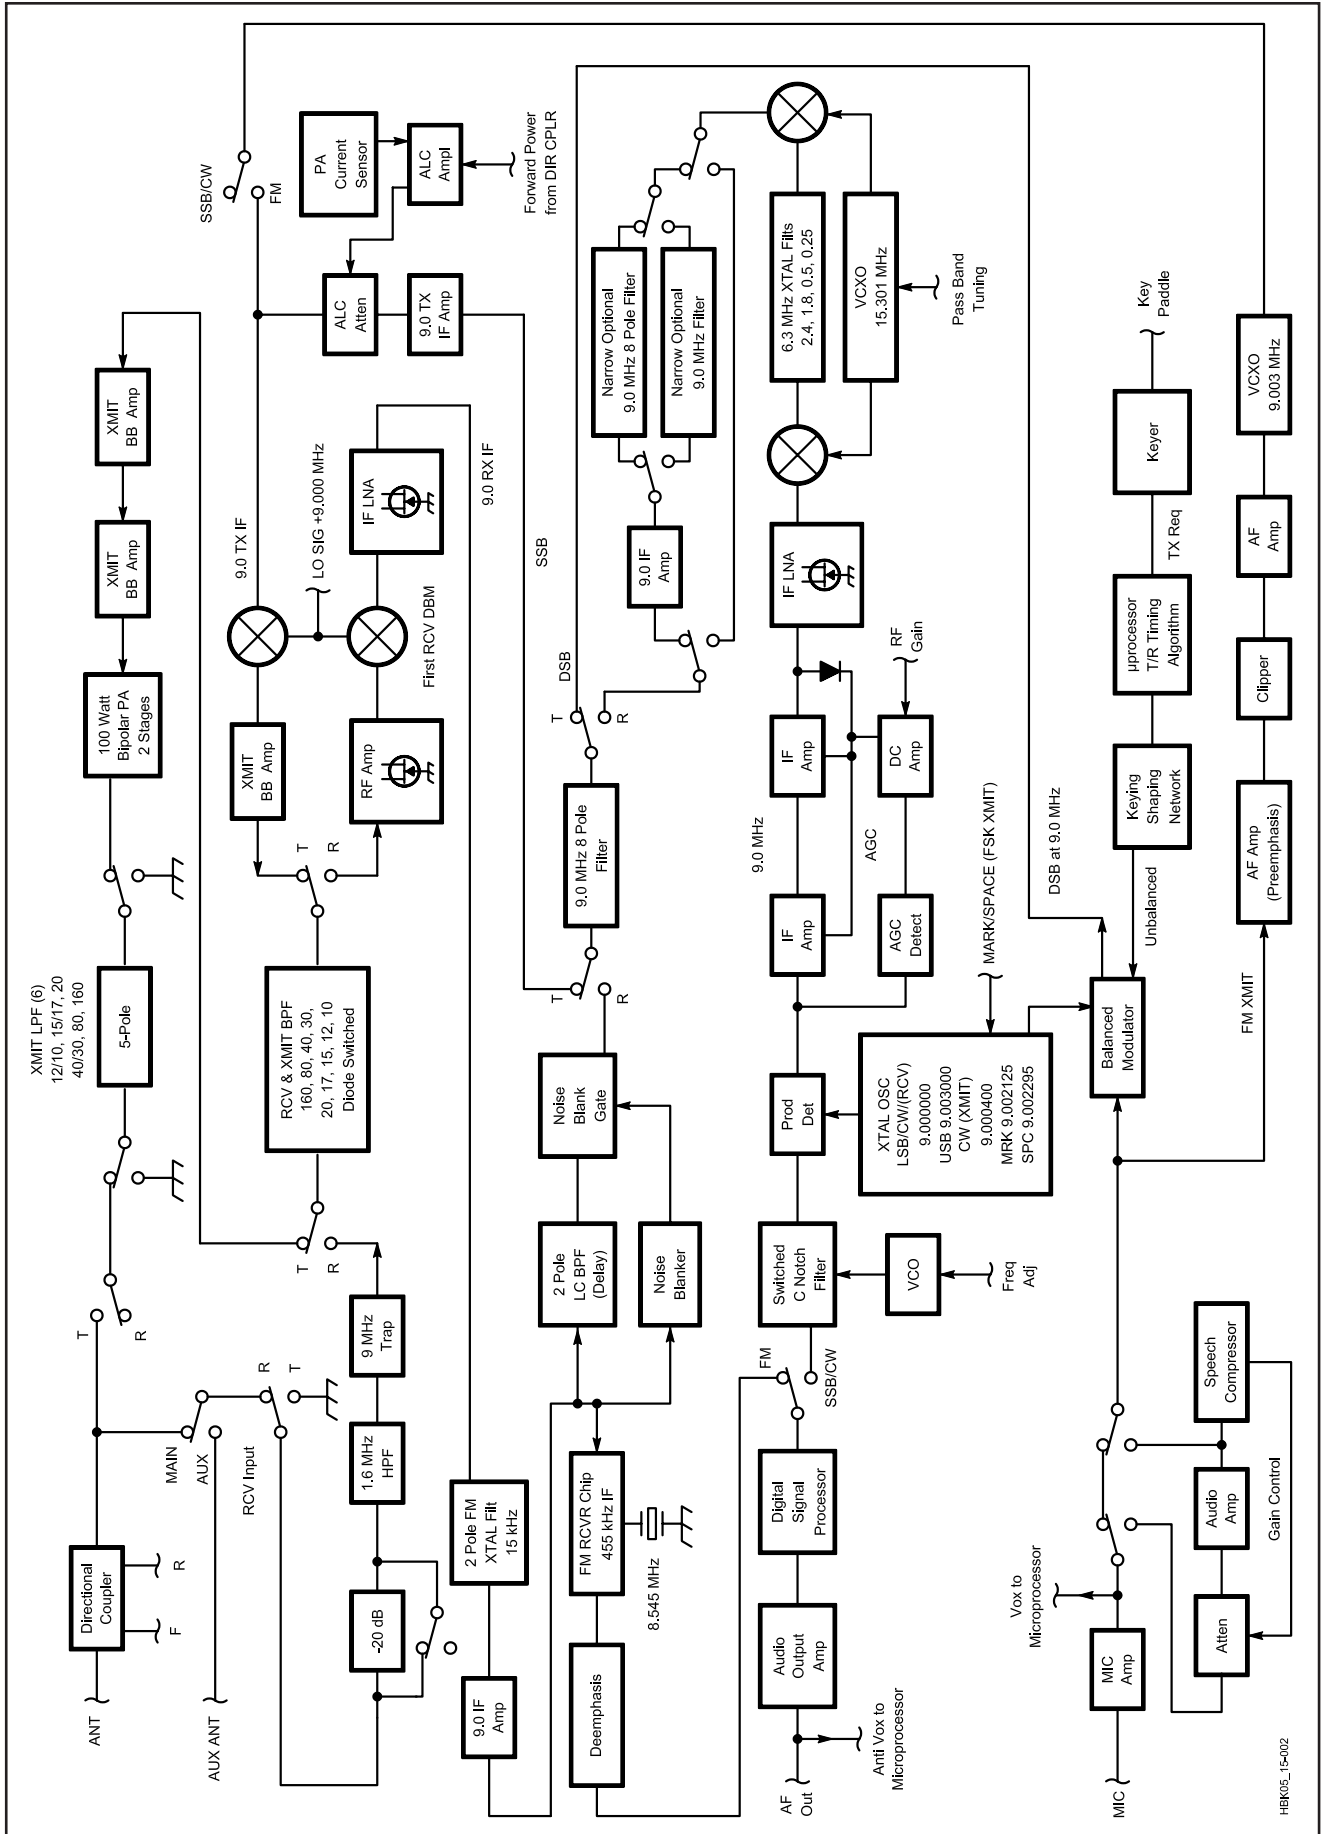 ANT
AUX ANT
Directional
Coupler
F
R
T
R
MAIN
AUX
RCV Input
R
T
XMIT LPF (6)
12/10, 15/17, 20
40/30, 80, 160
5-Pole
100 Watt
Bipolar PA
2 Stages
XMIT
BB Amp
XMIT
BB Amp
-20 dB
1.6 MHz
HPF
9 MHz
Trap
T
R
RCV & XMIT BPF
160, 80, 40, 30,
20, 17, 15, 12, 10
Diode Switched
T
R
XMIT
BB Amp
RF Amp
9.0 TX IF
LO SIG +9.000 MHz
First RCV DBM
IF LNA
9.0 RX IF
SSB/CW
FM
PA
Current
Sensor
ALC
Ampl
Forward Power
from DIR CPLR
ALC
Atten
9.0 TX
IF Amp
SSB
2 Pole FM
XTAL Filt
15 kHz
9.0 IF
Amp
Deemphasis
FM RCVR Chip
455 kHz IF
8.545 MHz
2 Pole
LC BPF
(Delay)
Noise
Blanker
Noise
Blank
Gate
T
R
9.0 MHz 8 Pole
Filter
T
R
DSB
9.0 IF
Amp
Narrow Optional
9.0 MHz 8 Pole Filter
Narrow Optional
9.0 MHz Filter
6.3 MHz XTAL Filts
2.4, 1.8, 0.5, 0.25
VCXO
15.301 MHz
Pass Band
Tuning
IF LNA
IF
Amp
IF
Amp
9.0 MHz
AGC
DC
Amp
RF
Gain
AGC
Detect
Prod
Det
XTAL OSC
LSB/CW/(RCV)
9.000000
USB 9.003000
CW (XMIT)
9.000400
MRK 9.002125
SPC 9.002295
MARK/SPACE (FSK XMIT)
Switched
C Notch
Filter
VCO
Freq
Adj
FM
SSB/CW
Digital
Signal
Processor
Audio
Output
Amp
AF
Out
Anti Vox to
Microprocessor
MIC
MIC
Amp
Vox to
Microprocessor
Atten
Audio
Amp
Speech
Compressor
Gain Control
Balanced
Modulator
DSB at 9.0 MHz
Unbalanced
Keying
Shaping
Network
µprocessor
T/R Timing
Algorithm
TX Req
Keyer
Key
Paddle
FM XMIT
AF Amp
(Preemphasis)
Clipper
AF
Amp
VCXO
9.003 MHz
HBK05_15-002